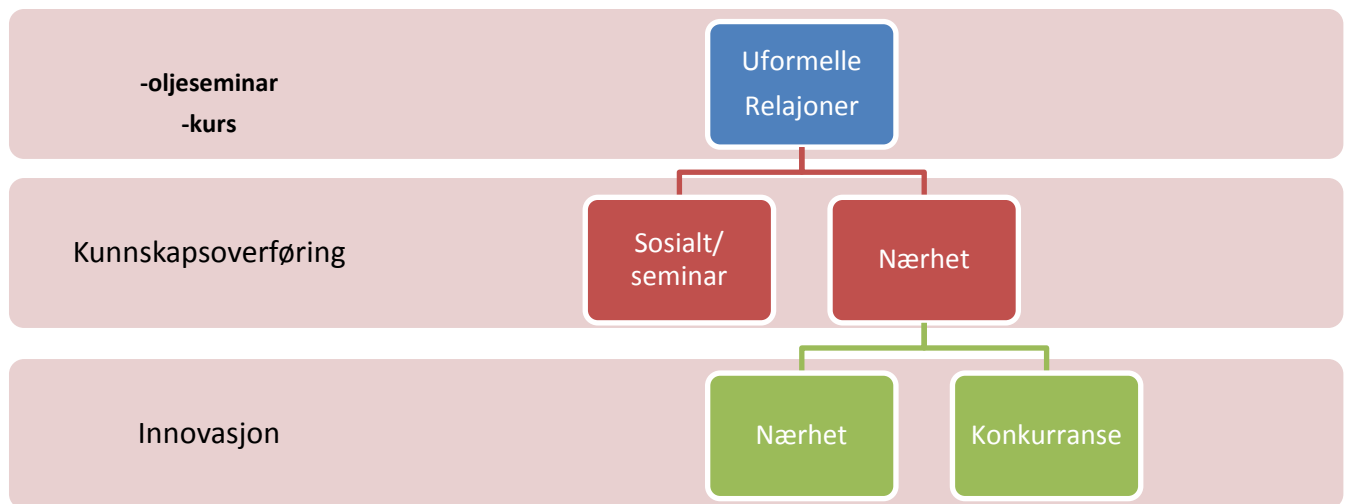 -oljeseminar
-kurs
Uformelle
Relajoner
Kunnskapsoverføring
Sosialt/
seminar
Nærhet
Innovasjon
Nærhet
Konkurranse